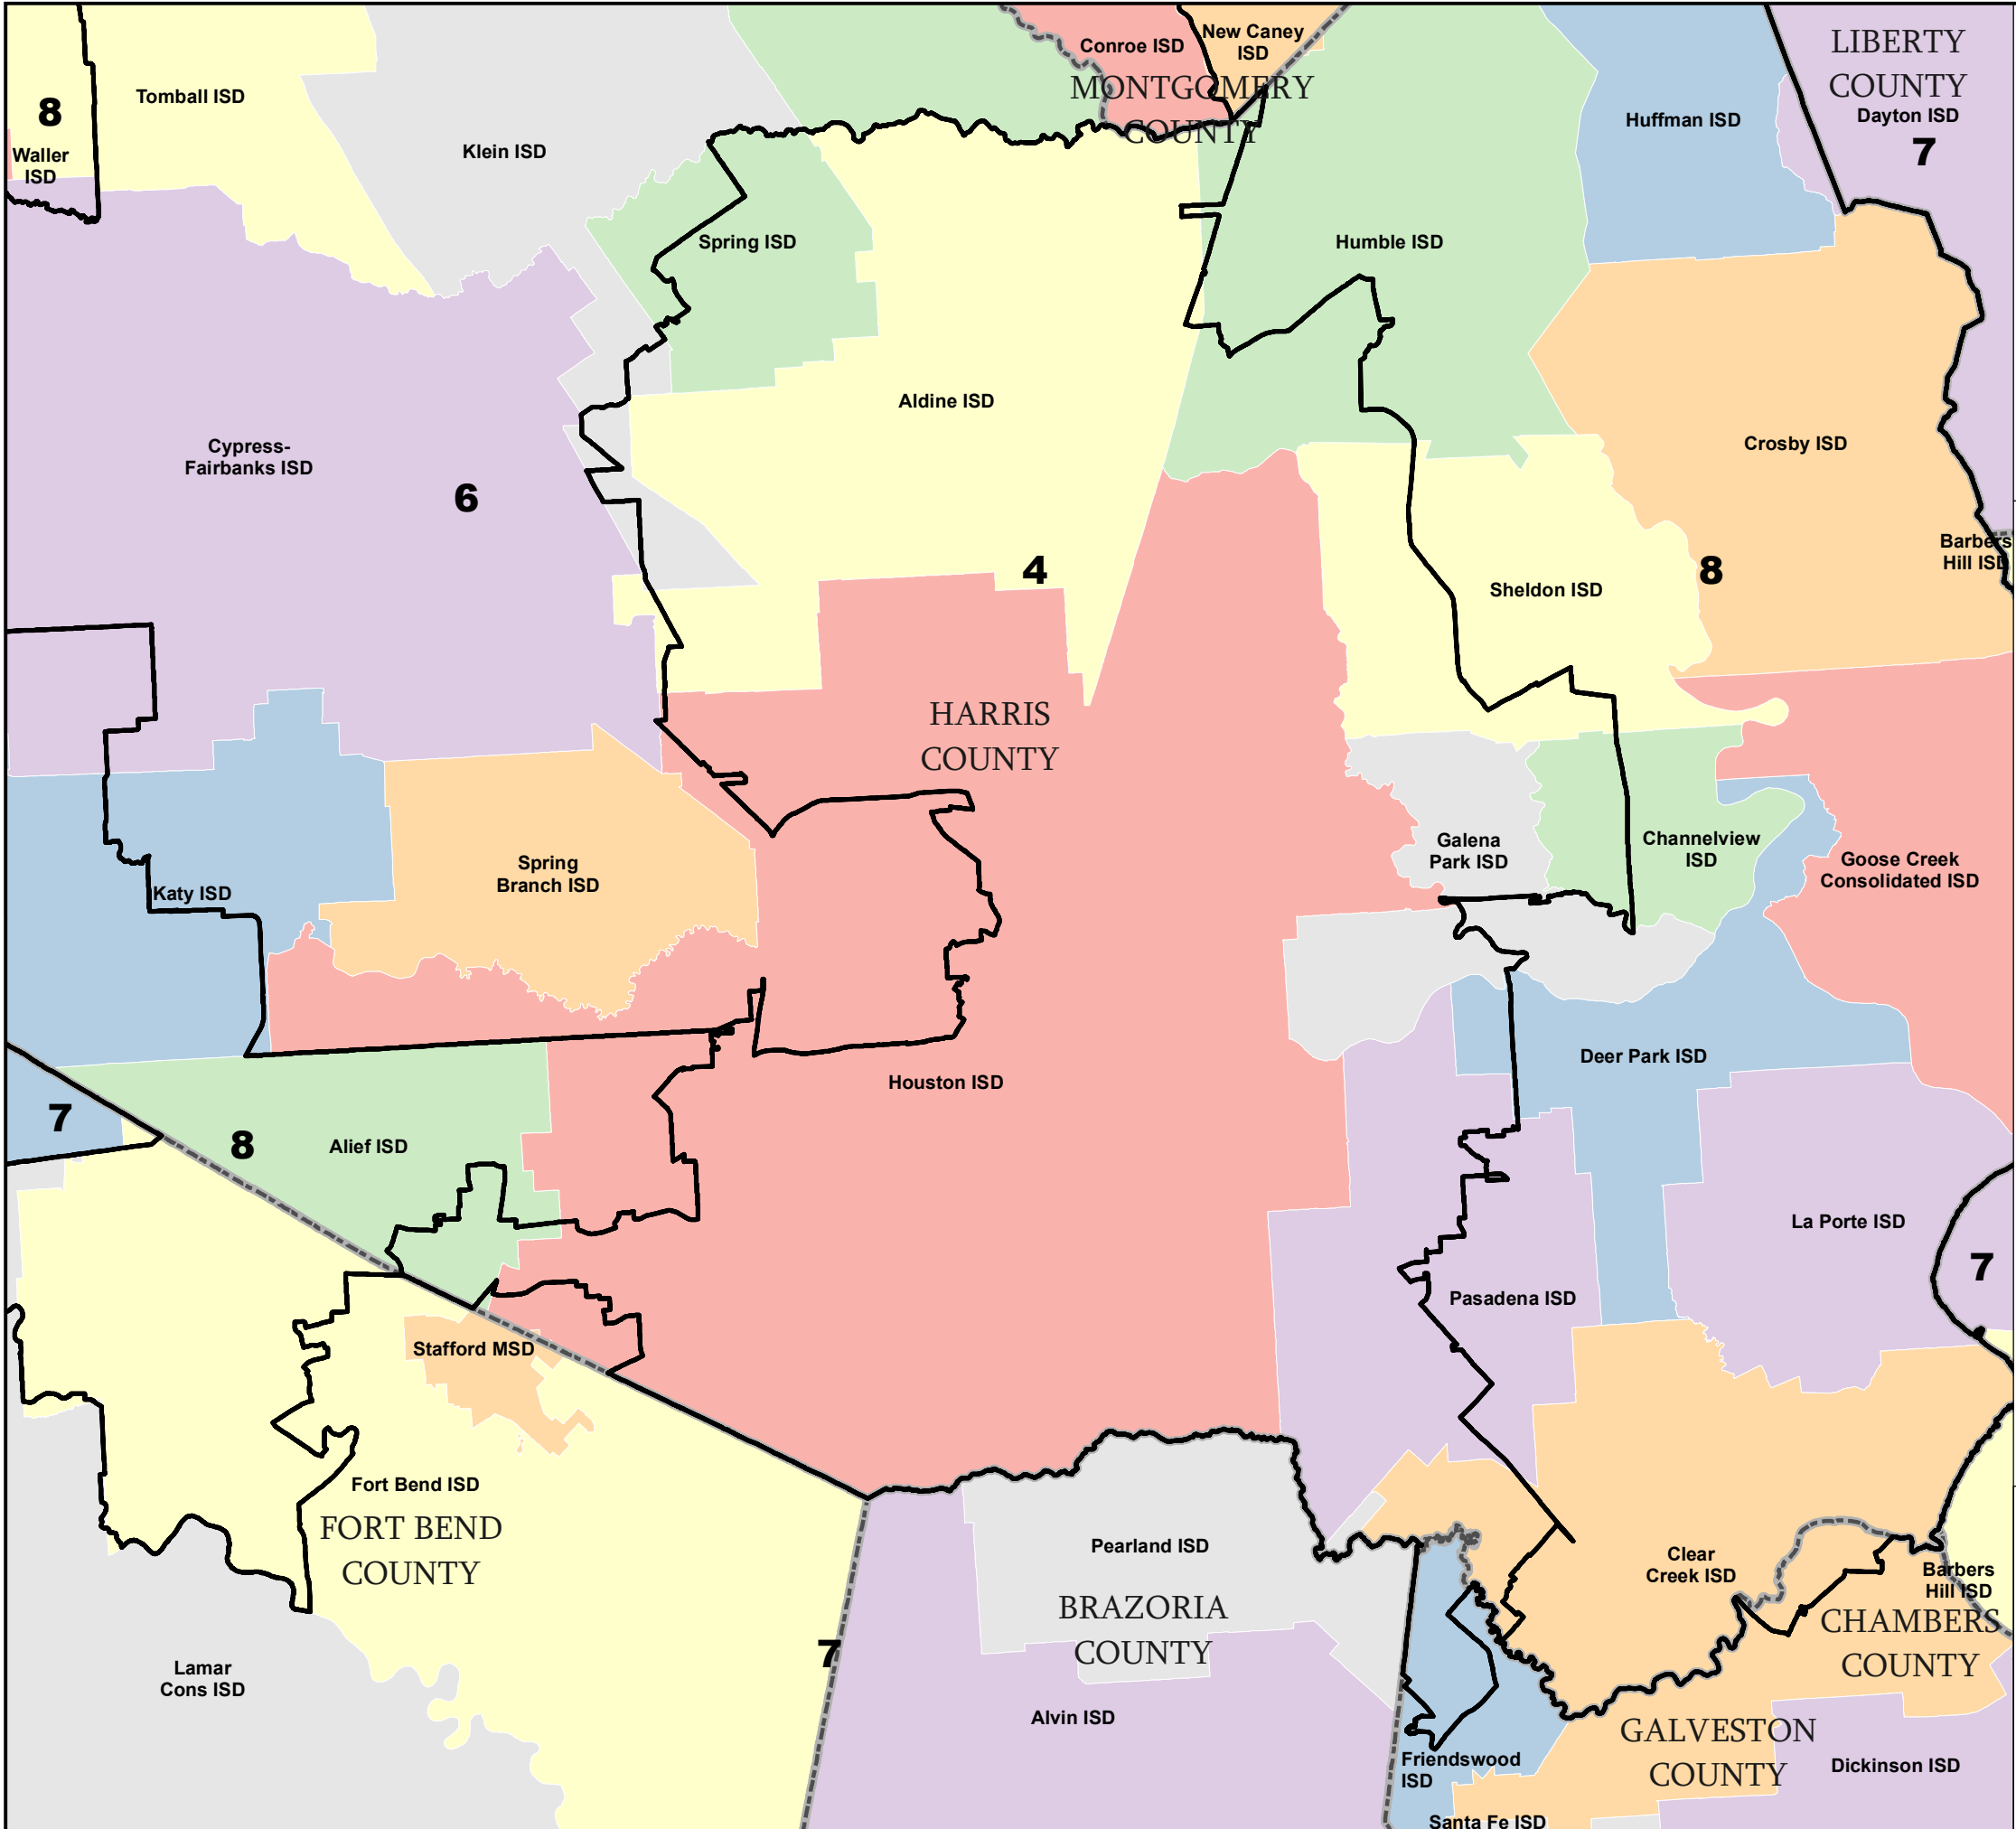 Conroe ISD
New Caney
ISD
LIBERTY
COUNTY
MONTGOMERY
COUNTY
Tomball ISD
8
Waller
ISD
Klein ISD
Huffman ISD
Dayton ISD
7
Spring ISD
Humble ISD
Aldine ISD
Cypress-
Fairbanks ISD
6
Crosby ISD
Barbers
Hill ISD
4
8
Sheldon ISD
HARRIS
COUNTY
Galena
Park ISD
Channelview
ISD
Goose Creek
Consolidated ISD
Spring
Branch ISD
Katy ISD
Deer Park ISD
Houston ISD
7
8
Alief ISD
La Porte ISD
7
Pasadena ISD
Stafford MSD
Fort Bend ISD
FORT BEND
COUNTY
Pearland ISD
Clear
Creek ISD
Barbers
Hill ISD
BRAZORIA
COUNTY
CHAMBERS
COUNTY
7
Lamar
Cons ISD
Alvin ISD
GALVESTON
COUNTY
Friendswood
ISD
Dickinson ISD
Santa Fe ISD